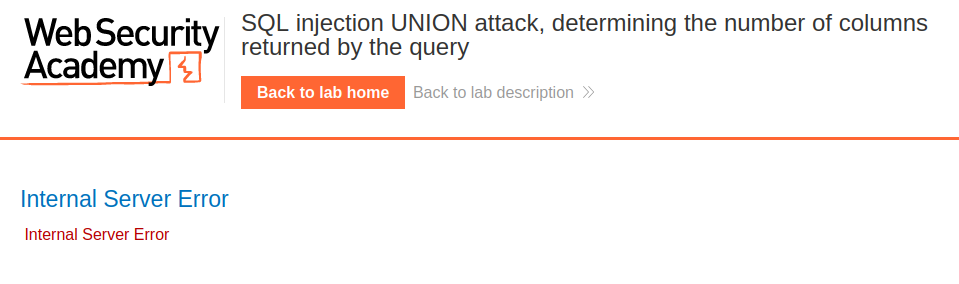 Web Security
Academy
SQL injection UNION attack, determining the number of columns
returned by the query
Back to lab home
Back to lab description
Internal Server Error
Internal Server Error